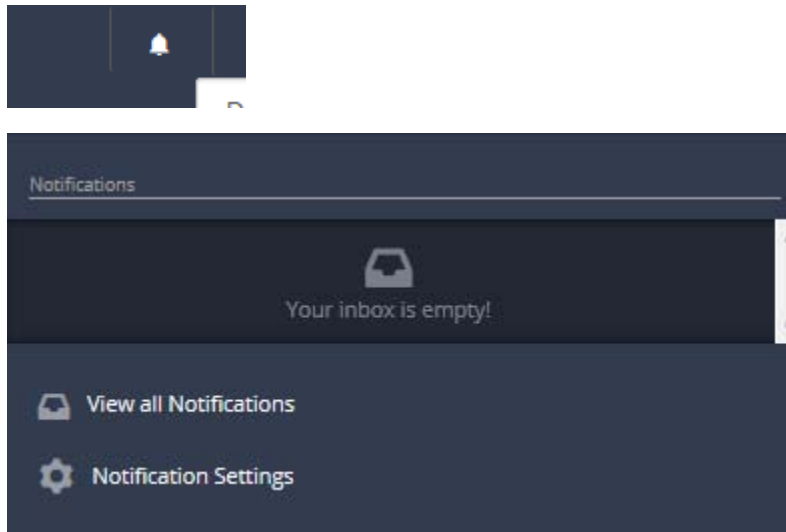 Notifications
Your inbox is empty!
View all Notifications
Notification Settings